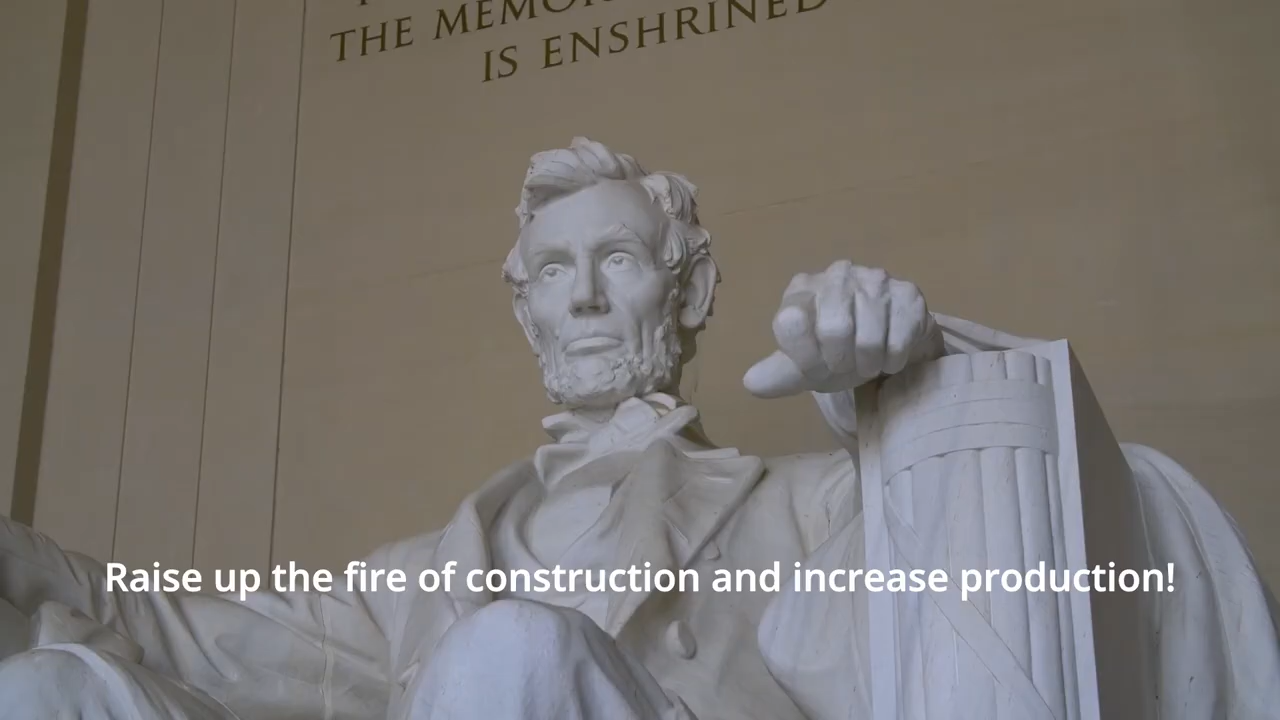 THE
IS ENSHRINED
Raise up the fire of construction and increase production!